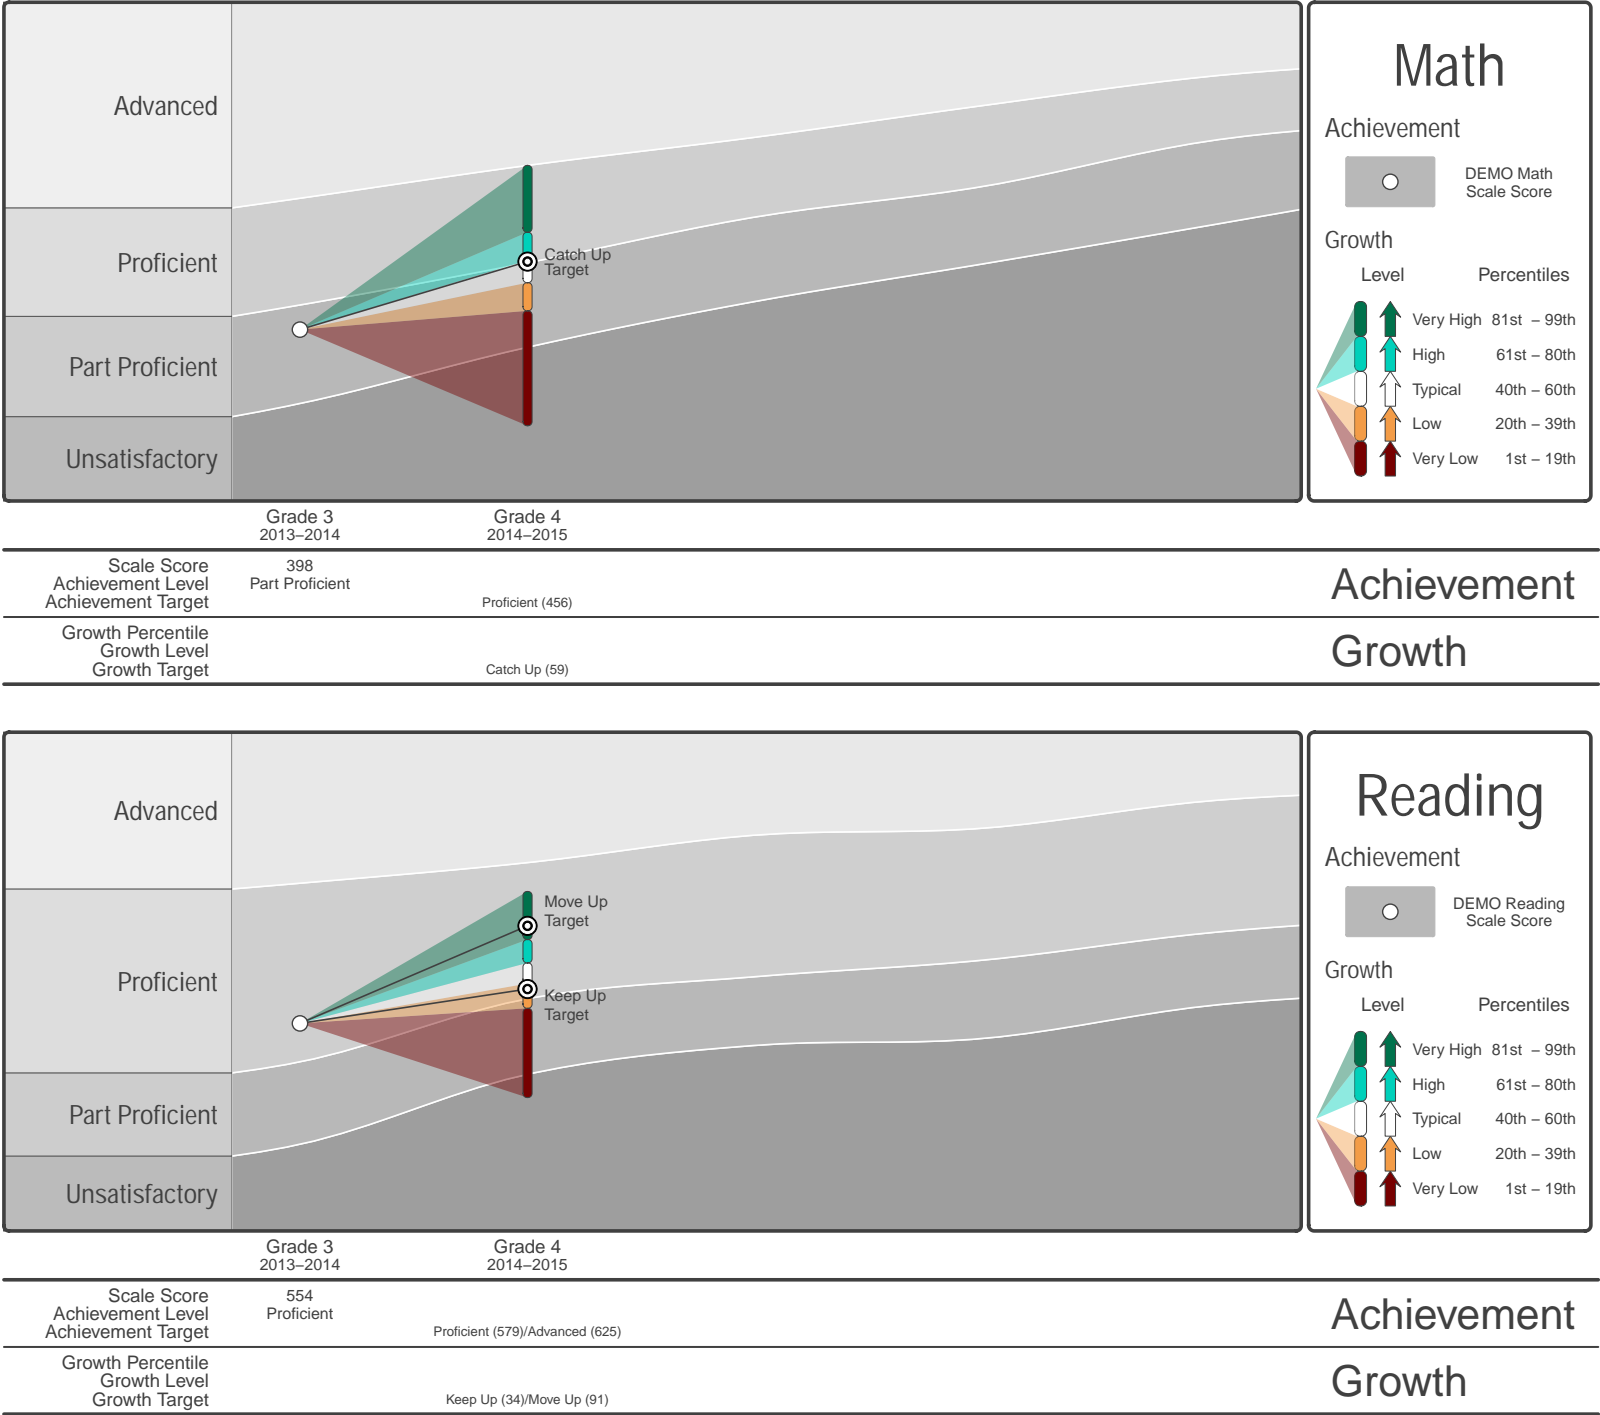 Math
Advanced
Proficient
Part Proficient
Unsatisfactory
Catch Up
Target
Achievement
DEMO Math
Scale Score
Growth
Level Percentiles
Very High 81st – 99th
High 61st – 80th
Typical 40th – 60th
Low 20th – 39th
Very Low 1st – 19th
Grade 3 Grade 4
2013–2014 2014–2015
Scale Score 398
Achievement Level Part Proficient
Achievement Target Proficient (456)
Achievement
Growth Percentile
Growth Level
Growth Target Catch Up (59)
Growth
Reading
Advanced
Proficient
Part Proficient
Unsatisfactory
Move Up
Target
Keep Up
Target
Achievement
DEMO Reading
Scale Score
Growth
Level Percentiles
Very High 81st – 99th
High 61st – 80th
Typical 40th – 60th
Low 20th – 39th
Very Low 1st – 19th
Grade 3 Grade 4
2013–2014 2014–2015
Scale Score 554
Achievement Level Proficient
Achievement Target Proficient (579)/Advanced (625)
Achievement
Growth Percentile
Growth Level
Growth Target Keep Up (34)/Move Up (91)
Growth